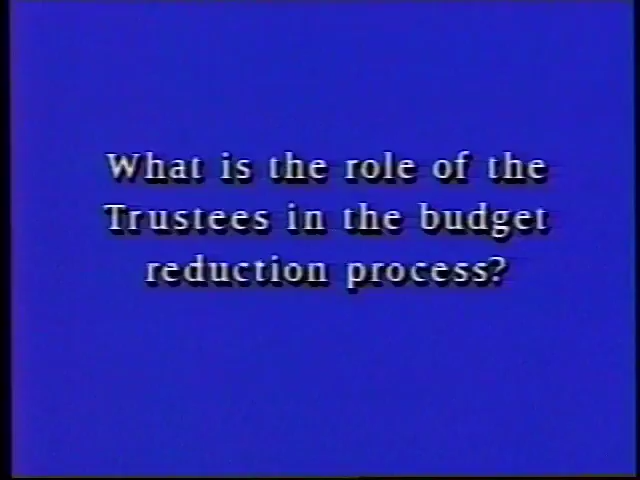 What is the role of the
Trustees in the budget
reduction process?